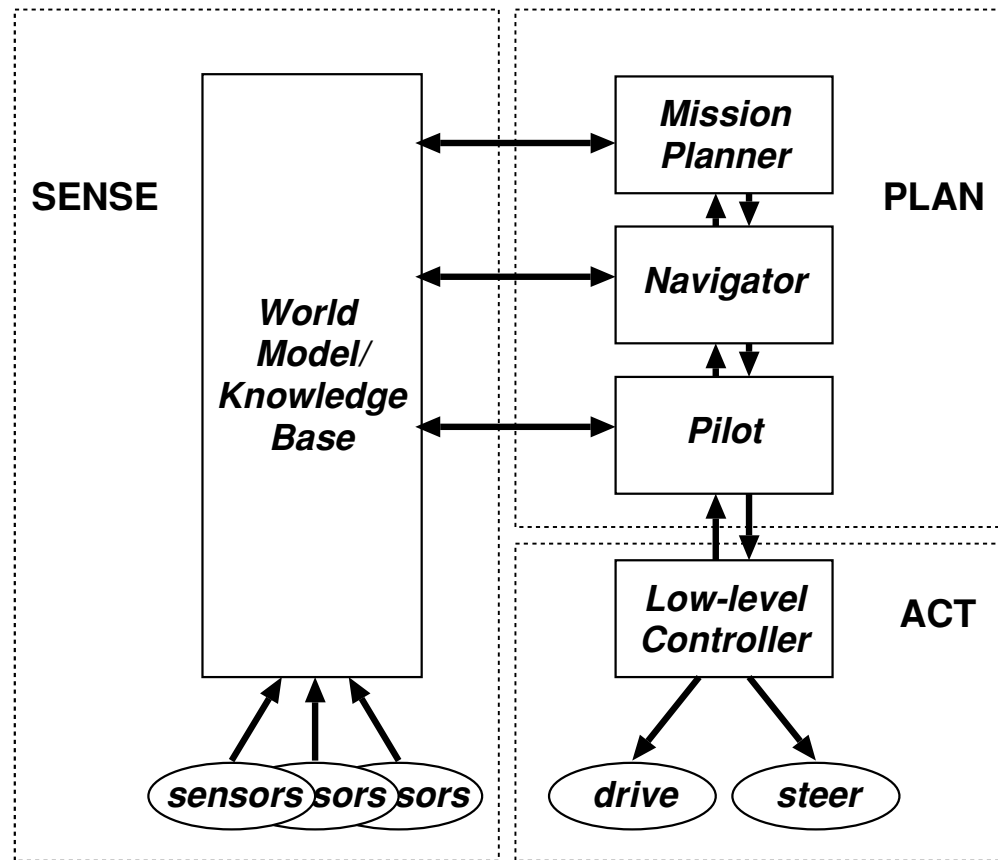 SENSE
World
Model/
Knowledge
Base
sensors
sors
sors
Mission
Planner
PLAN
Navigator
Pilot
Low-level
Controller
ACT
drive
steer